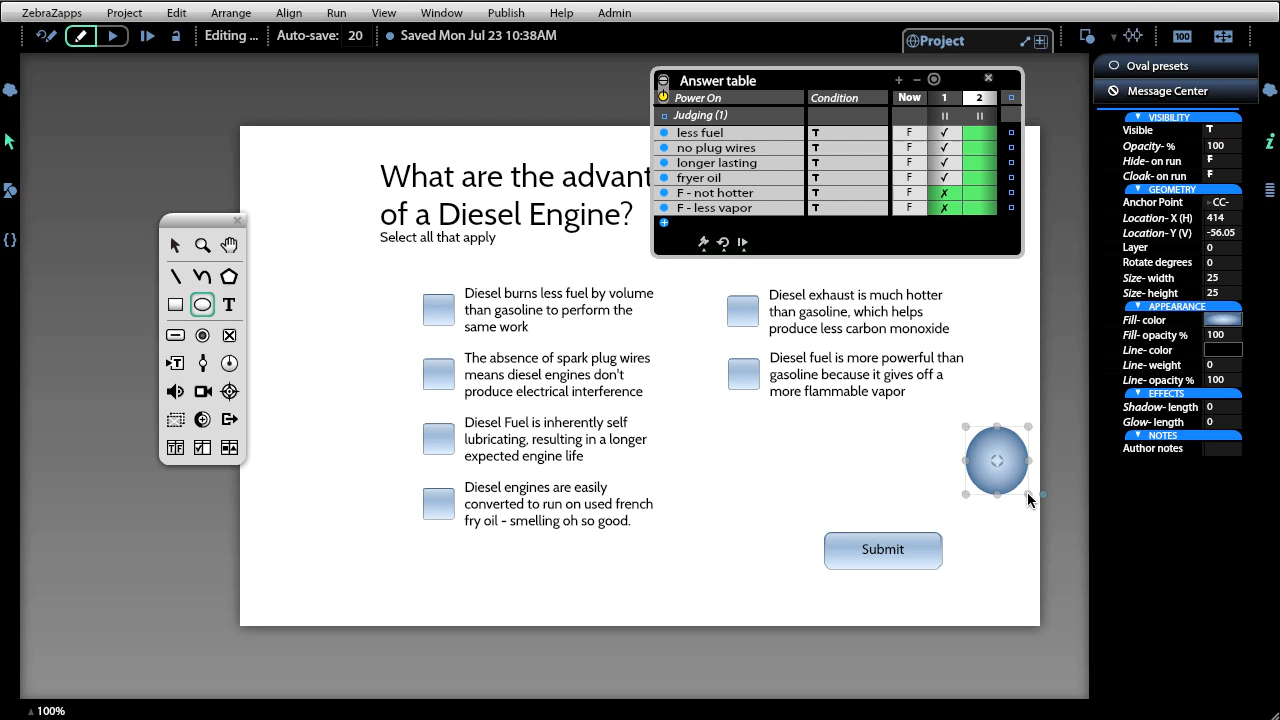 ZebraZapps Project Edit Arrange Align Run View Window Publish Help Admin
Editing ... Auto-save: 20 Saved Mon Jul 23 10:38AM
Project
100
Answer table
Power On Condition Now 1 2
Judging (1)
less fuel T F ✓
no plug wires T F ✓
longer lasting T F ✓
fryer oil T F ✓
F - not hotter T F ✗
F - less vapor T F ✗
What are the advant
of a Diesel Engine?
Select all that apply
Diesel burns less fuel by volume
than gasoline to perform the
same work
The absence of spark plug wires
means diesel engines don't
produce electrical interference
Diesel Fuel is inherently self
lubricating, resulting in a longer
expected engine life
Diesel engines are easily
converted to run on used french
fry oil - smelling oh so good.
Diesel exhaust is much hotter
than gasoline, which helps
produce less carbon monoxide
Diesel fuel is more powerful than
gasoline because it gives off a
more flammable vapor
Submit
T
T
T F
Oval presets
Message Center
VISIBILITY
Visible T
Opacity- % 100
Hide- on run F
Cloak- on run F
GEOMETRY
Anchor Point CC-
Location- X (H) 414
Location- Y (V) -56.05
Layer 0
Rotate degrees 0
Size- width 25
Size- height 25
APPEARANCE
Fill- color
Fill- opacity % 100
Line- color
Line- weight 0
Line- opacity % 100
EFFECTS
Shadow- length 0
Glow- length 0
NOTES
Author notes
100%